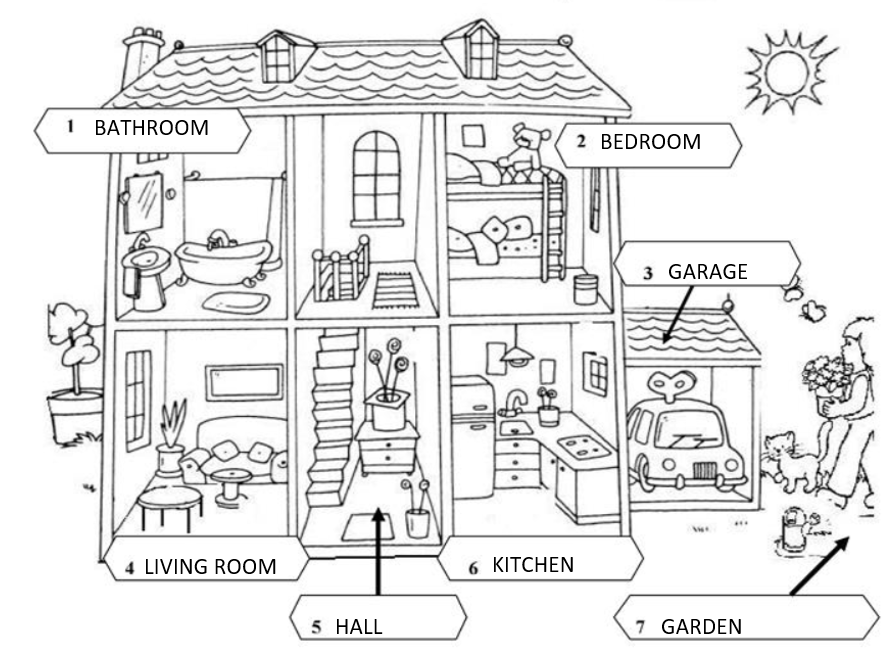 1 BATHROOM
2 BEDROOM
3 GARAGE
4 LIVING ROOM
6 KITCHEN
5 HALL
7 GARDEN